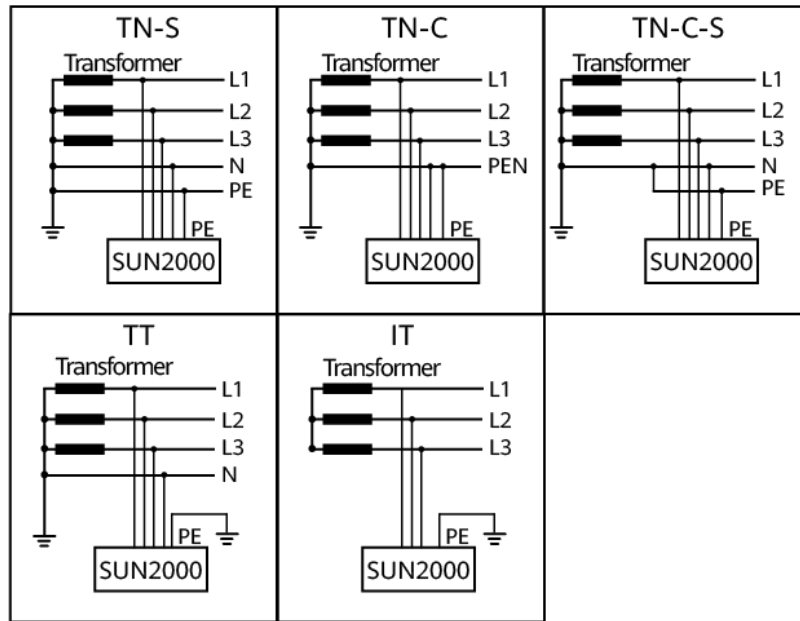 TN-S
Transformer
L1
L2
L3
N
PE
PE
SUN2000
TN-C
Transformer
L1
L2
L3
PEN
PE
SUN2000
TN-C-S
Transformer
L1
L2
L3
N
PE
PE
SUN2000
TT
Transformer
L1
L2
L3
N
PE
SUN2000
IT
Transformer
L1
L2
L3
PE
SUN2000